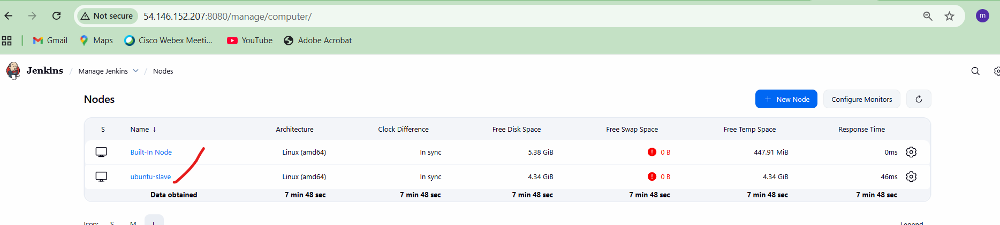 Not secure 54.146.152.207:8080/manage/computer/ m
Gmail Maps Cisco Webex Meeti... YouTube Adobe Acrobat
Jenkins / Manage Jenkins / Nodes
Nodes
+ New Node Configure Monitors
S Name ↓ Architecture Clock Difference Free Disk Space Free Swap Space Free Temp Space Response Time
Built-In Node Linux (amd64) In sync 5.38 GiB ! 0 B 447.91 MiB 0ms
ubuntu-slave Linux (amd64) In sync 4.34 GiB ! 0 B 4.34 GiB 46ms
Data obtained 7 min 48 sec 7 min 48 sec 7 min 48 sec 7 min 48 sec 7 min 48 sec 7 min 48 sec
Icon: S M L Legend